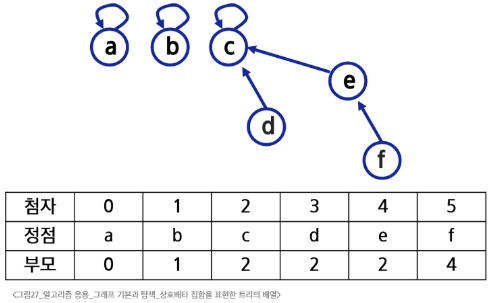 a b c
e
d
f
첨자 0 1 2 3 4 5
정점 a b c d e f
부모 0 1 2 2 2 4
<그림27_알고리즘 응용_그래프 기본과 탐색_상호배타 집합을 표현한 트리의 배열>